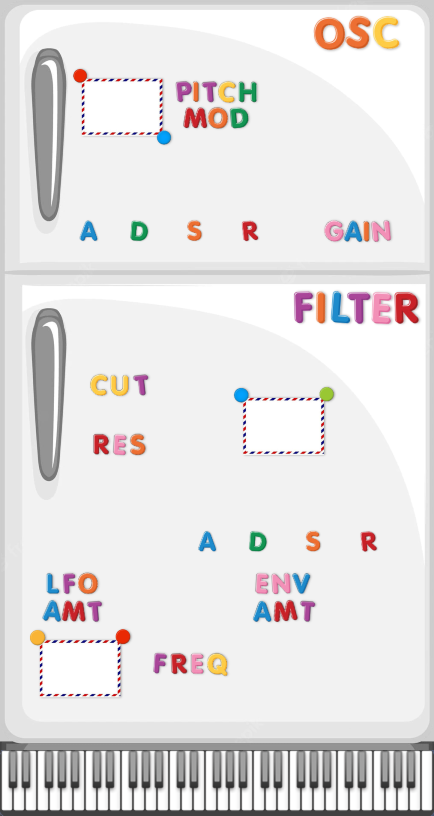 OSC
PITCH
MOD
A D S R GAIN
FILTER
CUT
RES
A D S R
LFO
AMT
ENV
AMT
FREQ